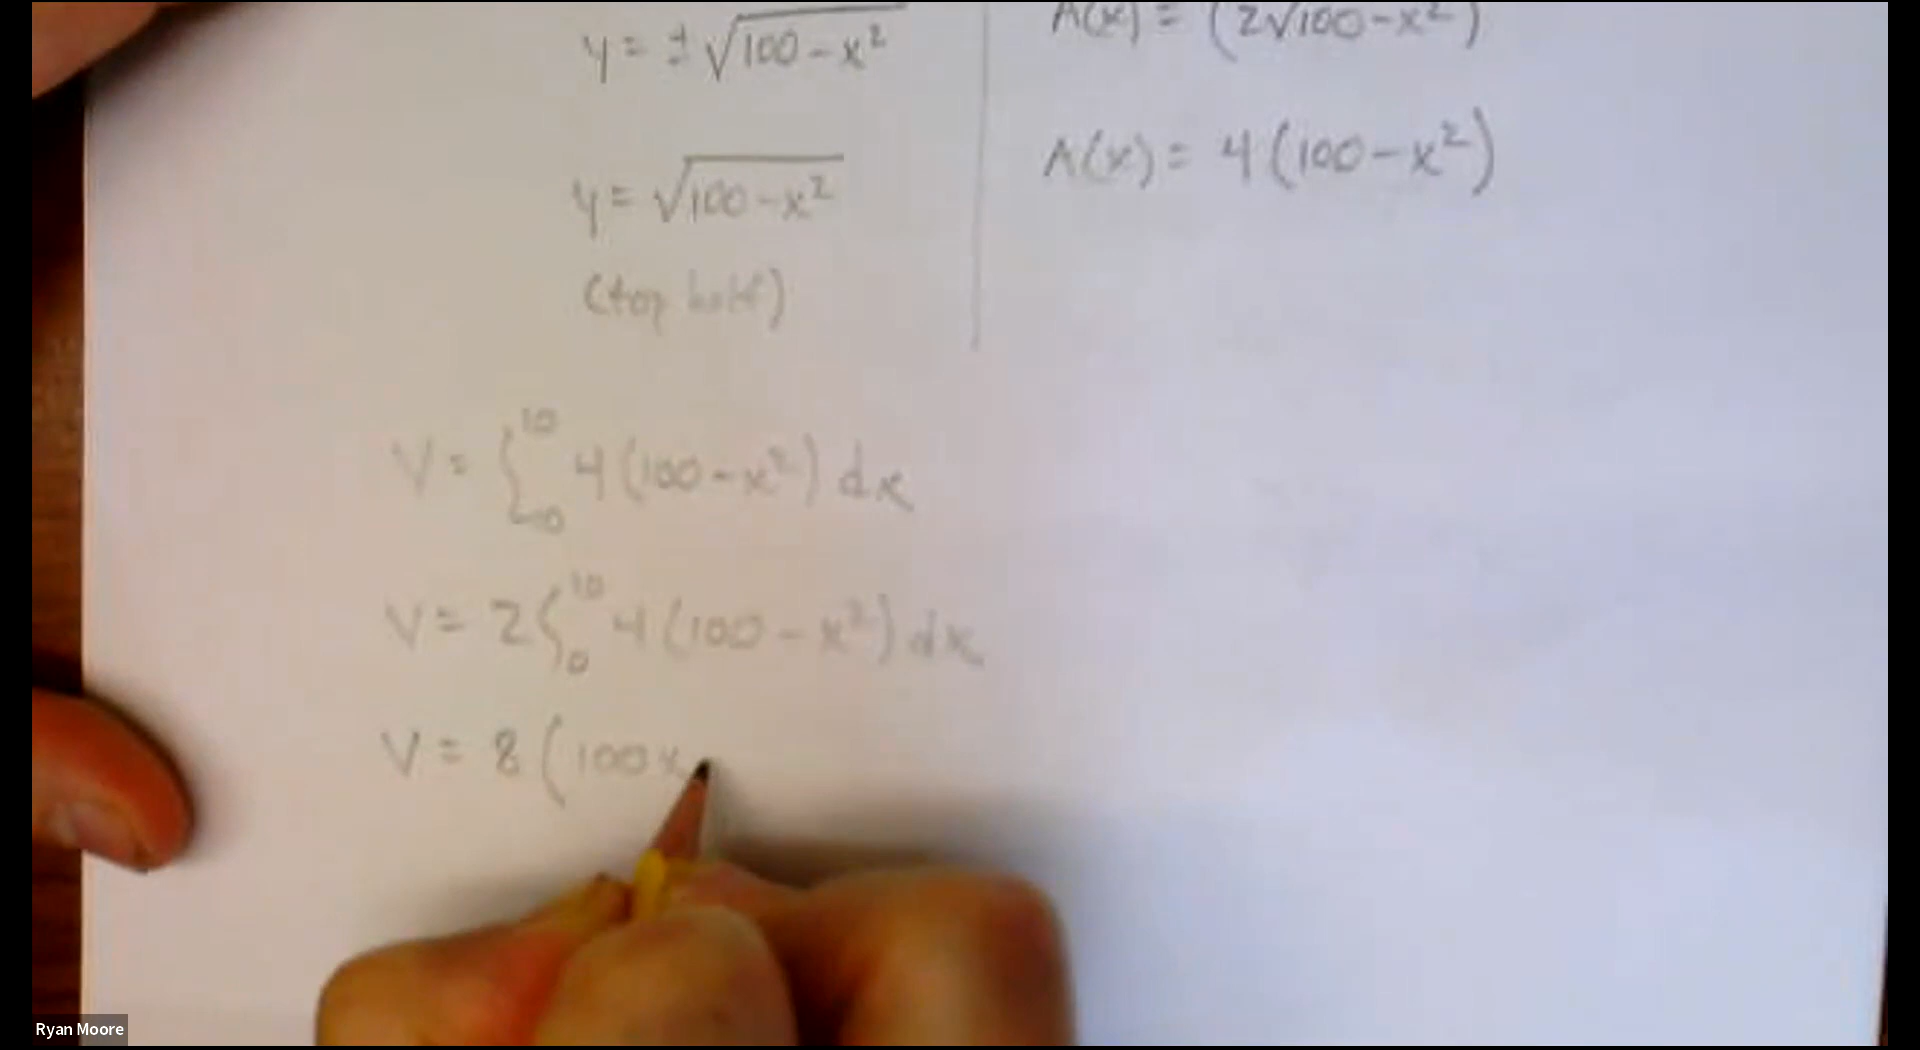 y = ± √100 - x²
y = √100 - x²
(top half)
A(x) = (2√100 - x²)
A(x) = 4(100 - x²)
V = ∫₋₁₀¹⁰ 4(100 - x²) dx
V = 2∫₀¹⁰ 4(100 - x²) dx
V = 8(100x
Ryan Moore